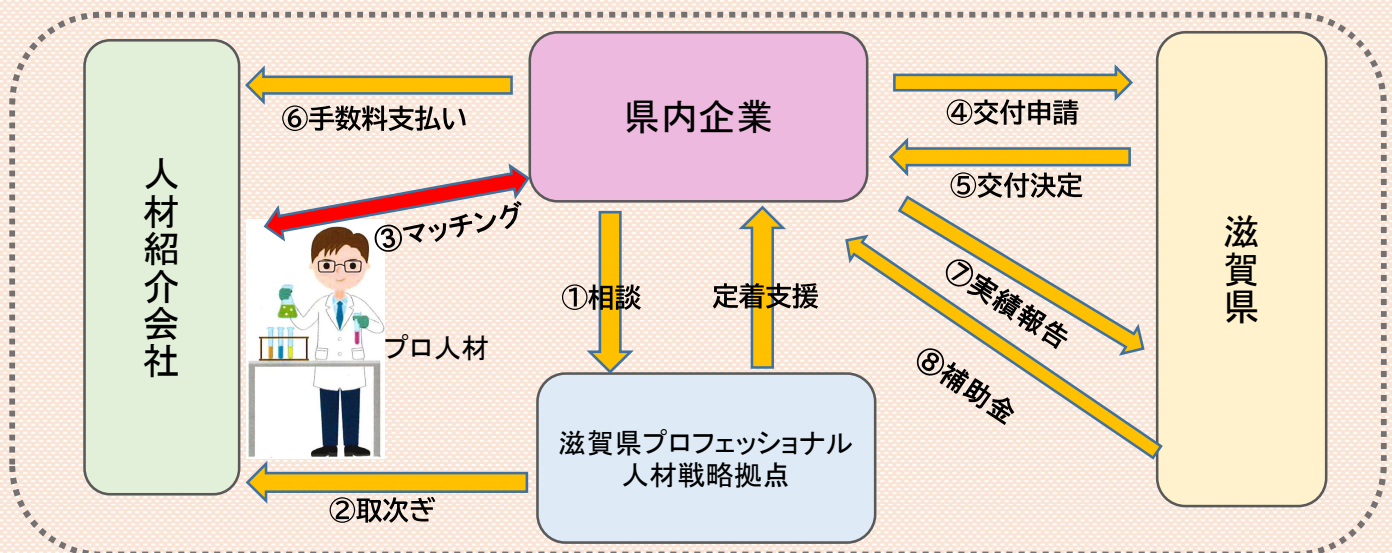 県内企業
⑥手数料支払い
④交付申請
⑤交付決定
人材紹介会社
③マッチング
滋賀県
①相談
定着支援
⑦実績報告
プロ人材
⑧補助金
滋賀県プロフェッショナル
人材戦略拠点
②取次ぎ